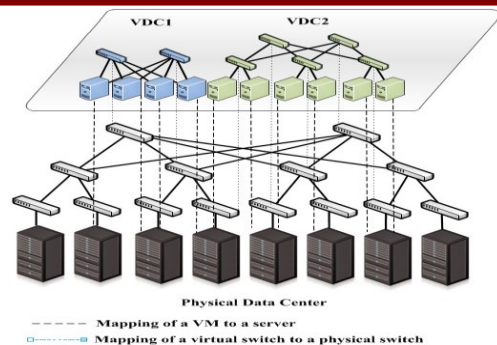 VDC1 VDC2
Physical Data Center
Mapping of a VM to a server
Mapping of a virtual switch to a physical switch